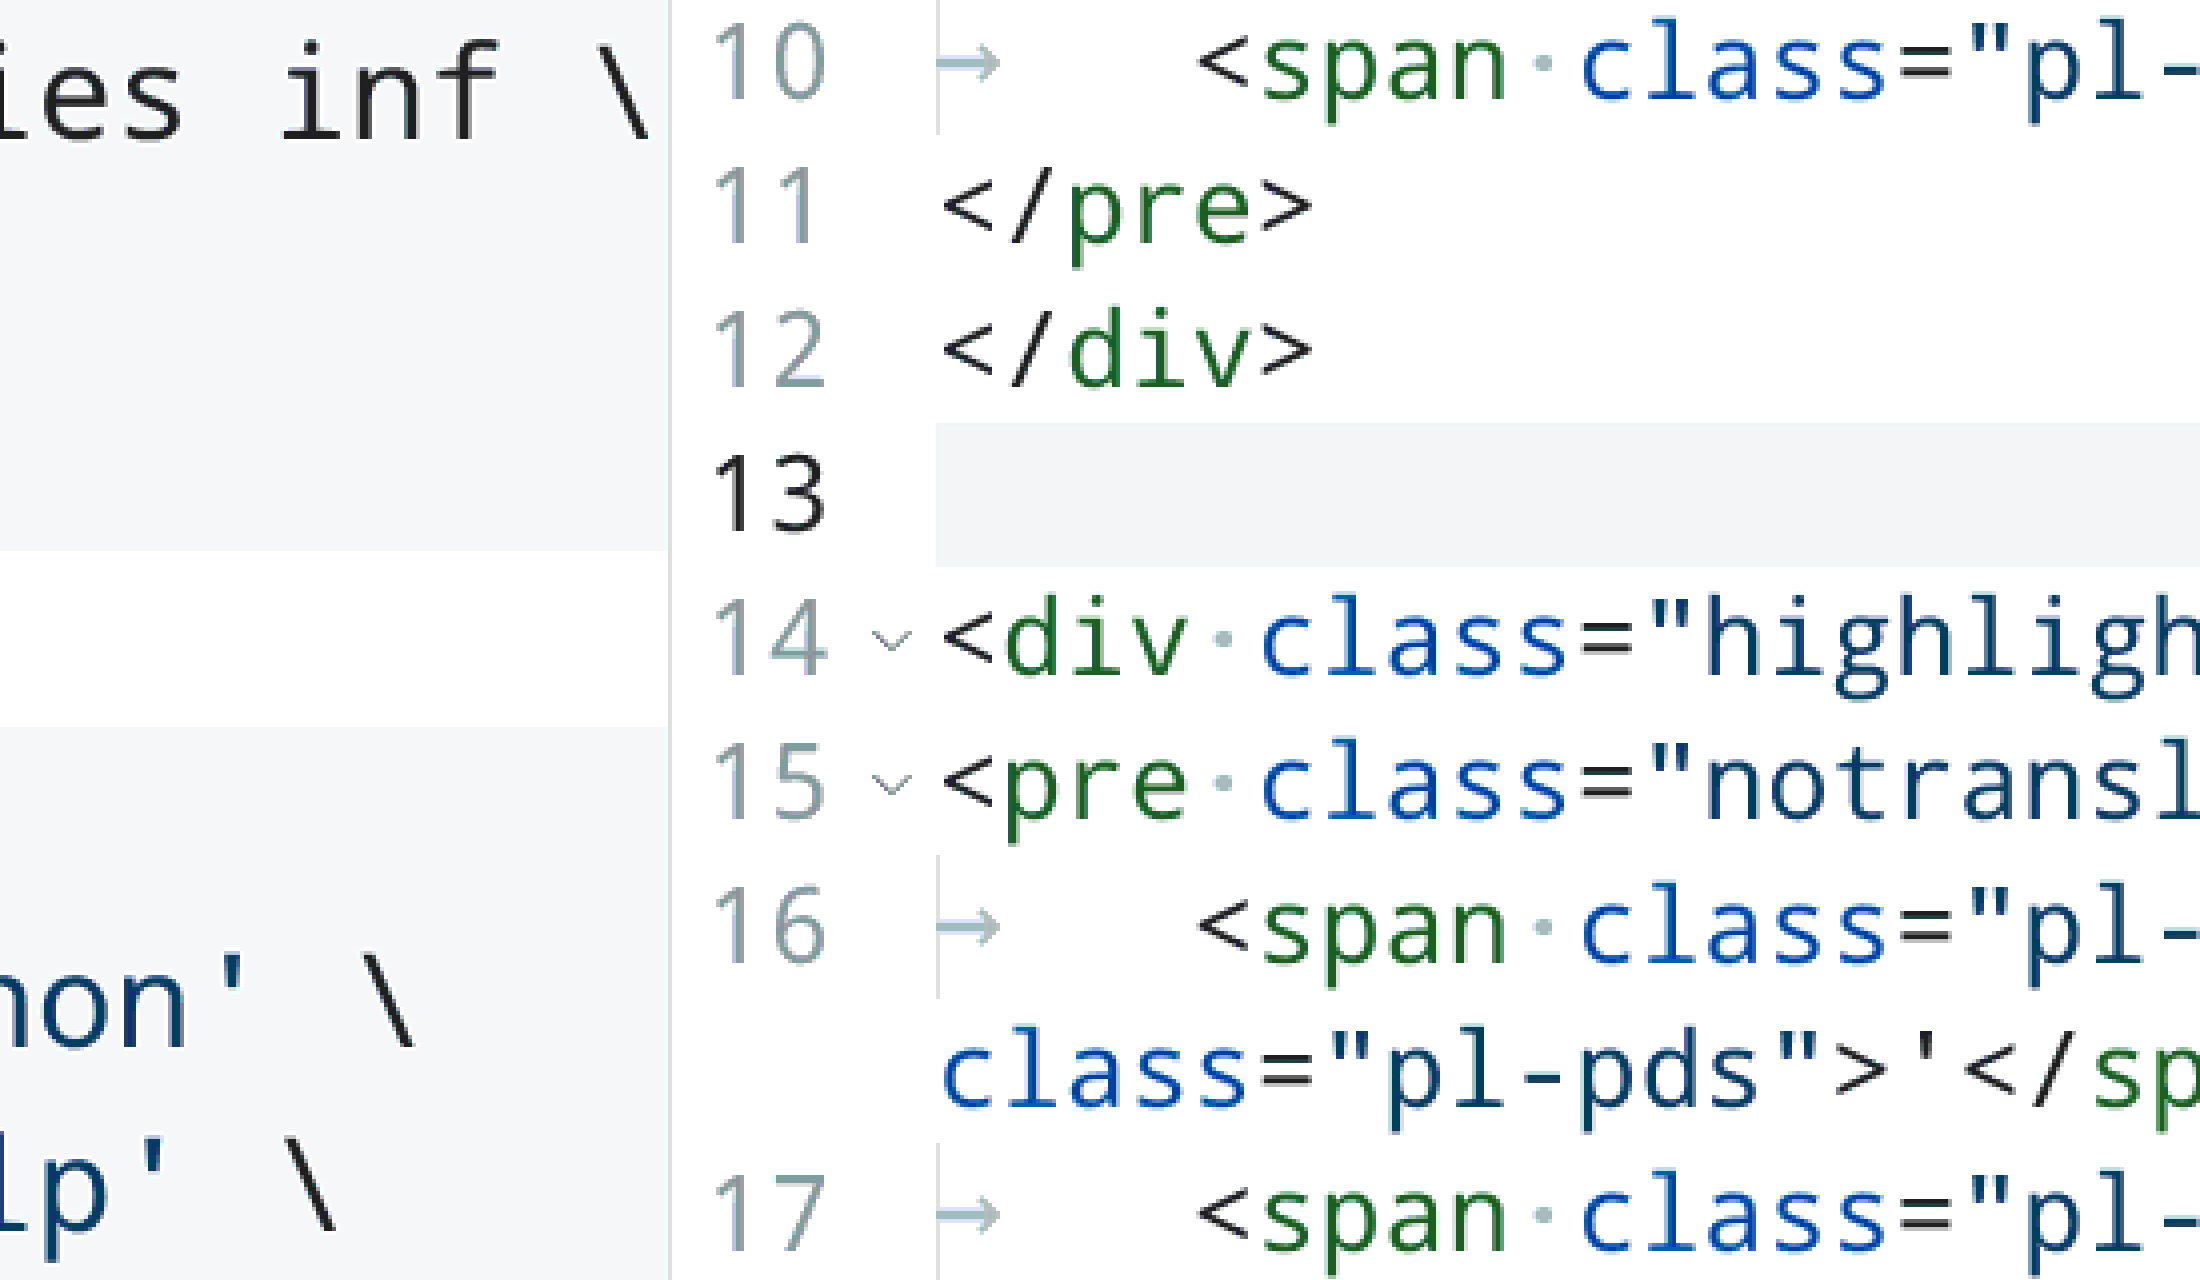 ies inf \
non' \
lp' \
10 → <span·class="pl-
11 </pre>
12 </div>
13
14 <div·class="highligh
15 <pre·class="notransl
16 → <span·class="pl-
class="pl-pds">'</sp
17 → <span·class="pl-